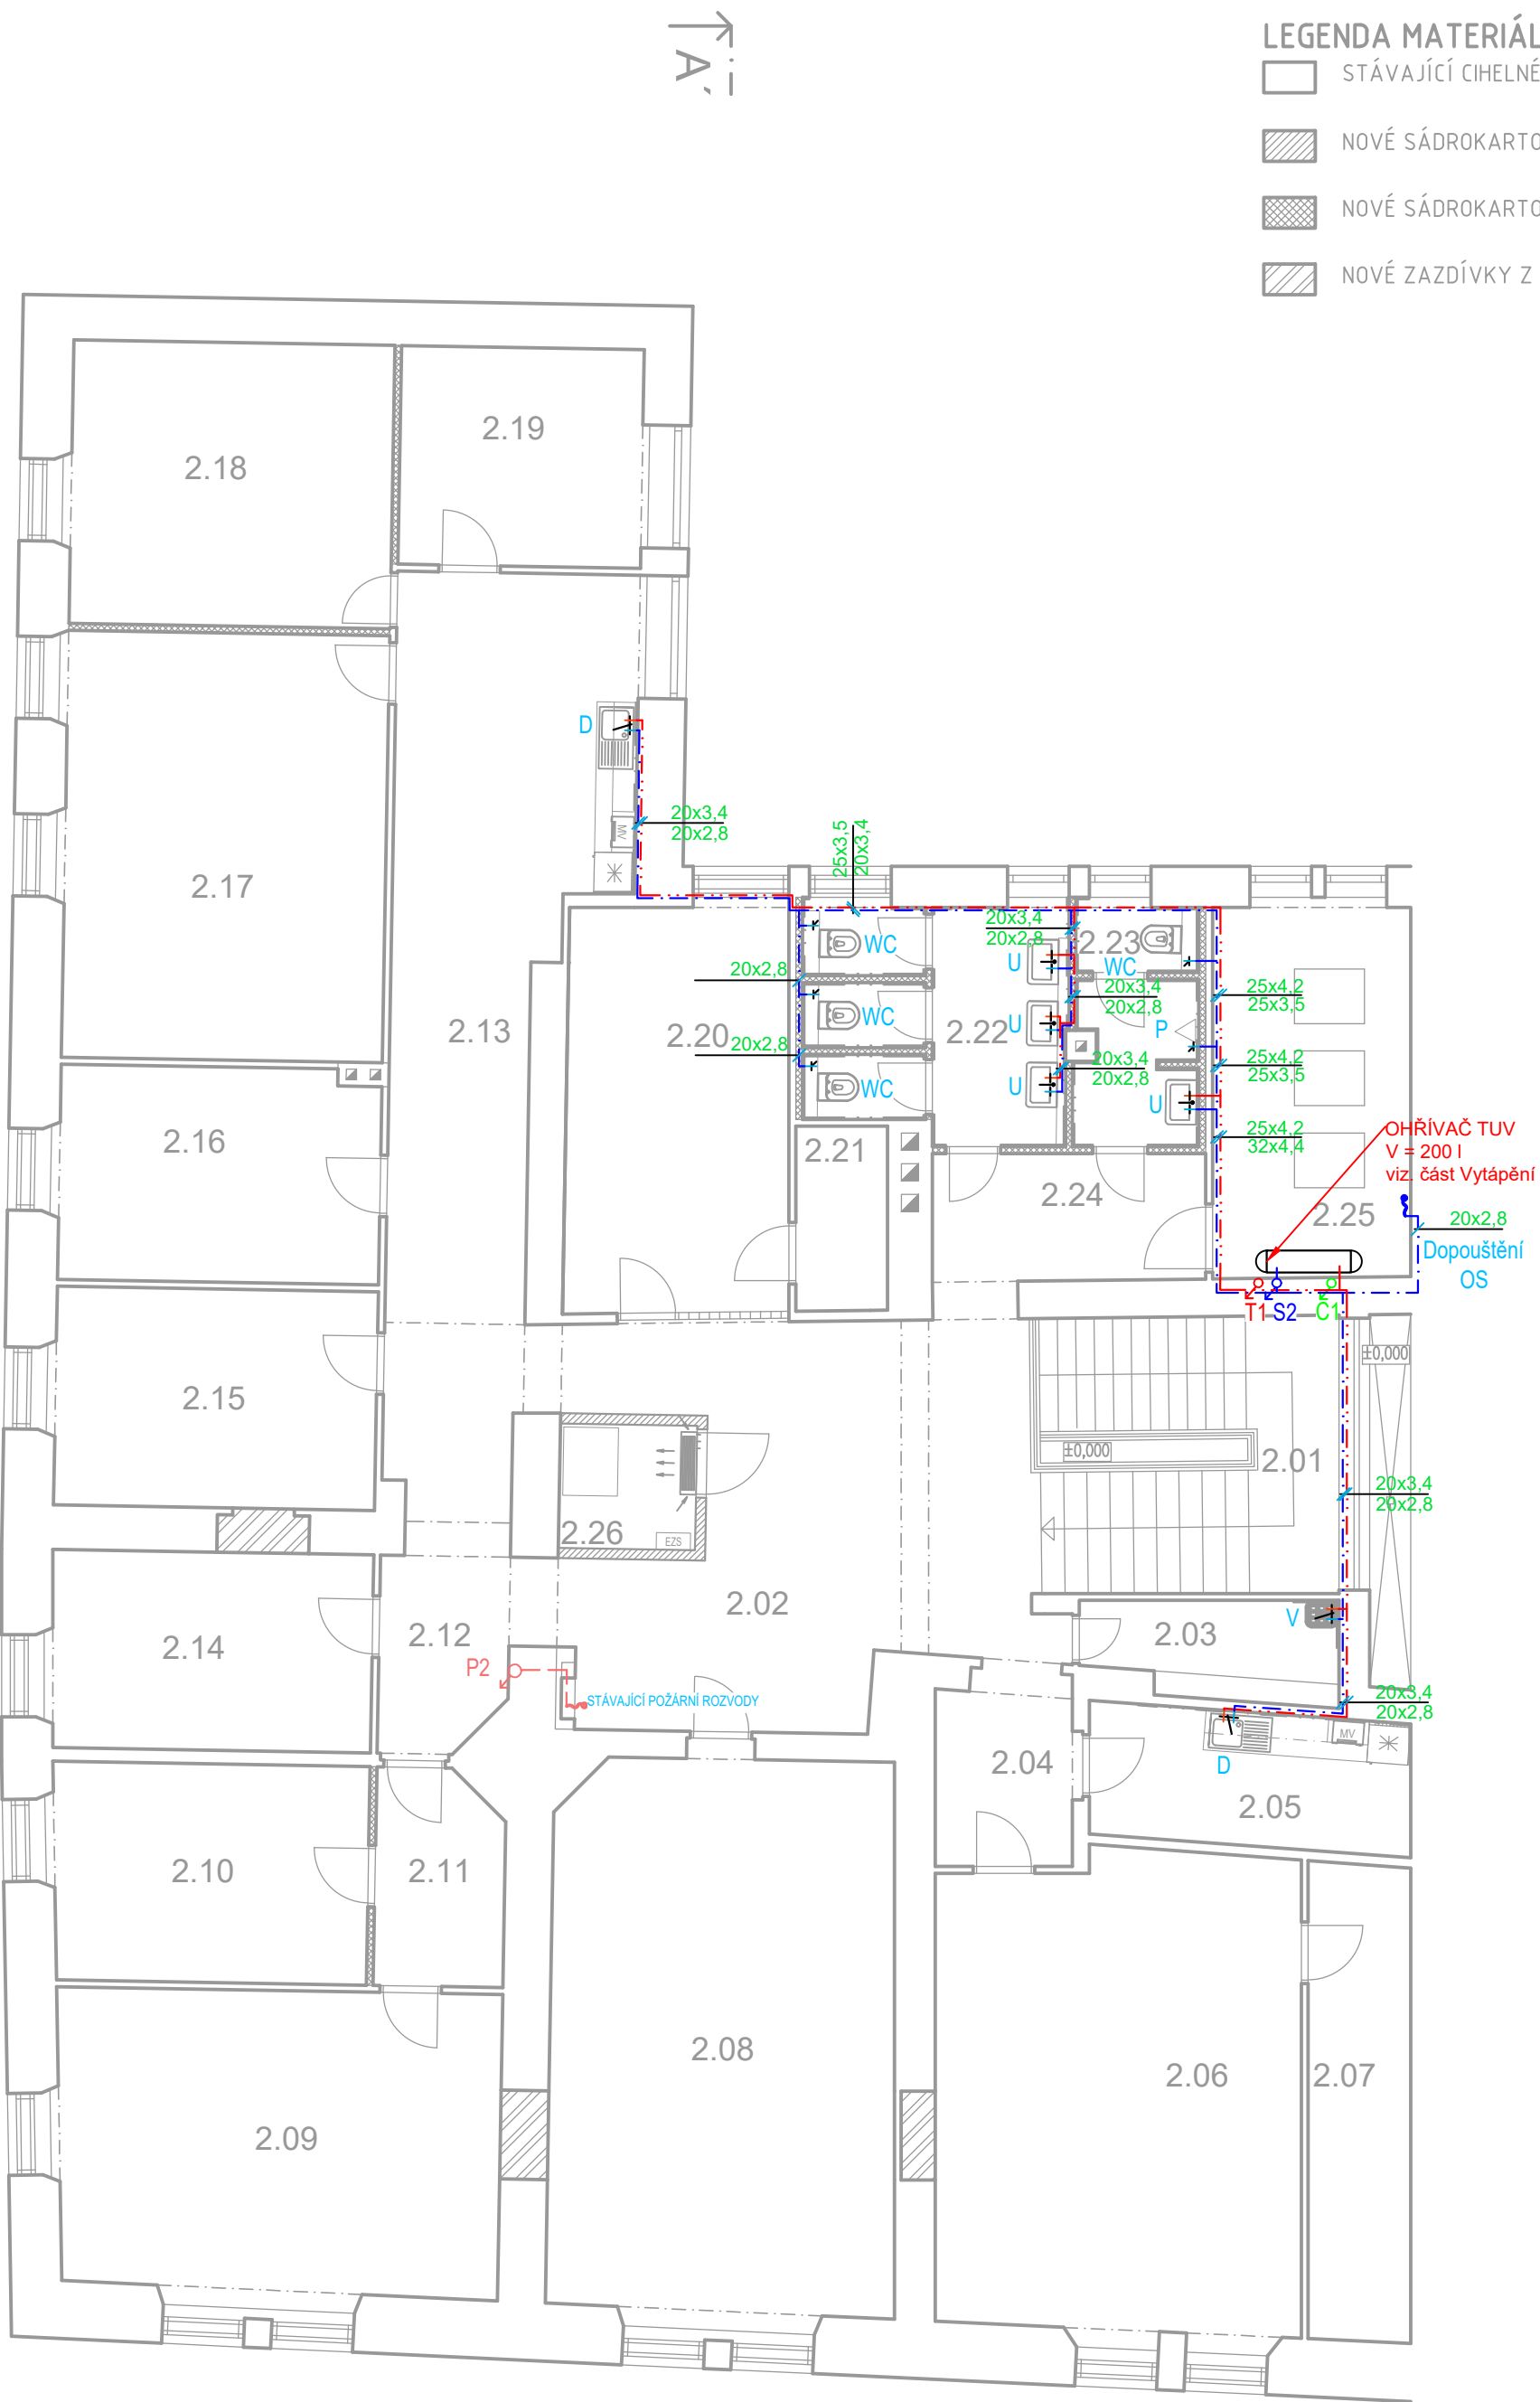 A´
LEGENDA MATERIÁL
STÁVAJÍCÍ CIHELNÉ
NOVÉ SÁDROKARTO
NOVÉ SÁDROKARTO
NOVÉ ZAZDÍVKY Z
2.19
2.18
D
20x3,4
20x2,8
MV
25x3,5
20x3,4
2.17
20x3,4
20x2,8
2.23
WC
U
WC
20x2,8
20x3,4
20x2,8
25x4,2
25x3,5
2.13
2.20
WC
2.22
U
P
20x2,8
20x3,4
20x2,8
25x4,2
25x3,5
WC
U
U
2.16
2.21
25x4,2
32x4,4
OHŘÍVAČ TUV
V = 200 l
viz. část Vytápění
2.24
2.25
20x2,8
Dopouštění
OS
T1
S2
C1
±0,000
2.15
±0,000
2.01
20x3,4
20x2,8
2.26
EZS
2.02
V
2.03
2.14
2.12
P2
STÁVAJÍCÍ POŽÁRNÍ ROZVODY
20x3,4
20x2,8
MV
2.04
D
2.05
2.10
2.11
2.08
2.06
2.07
2.09